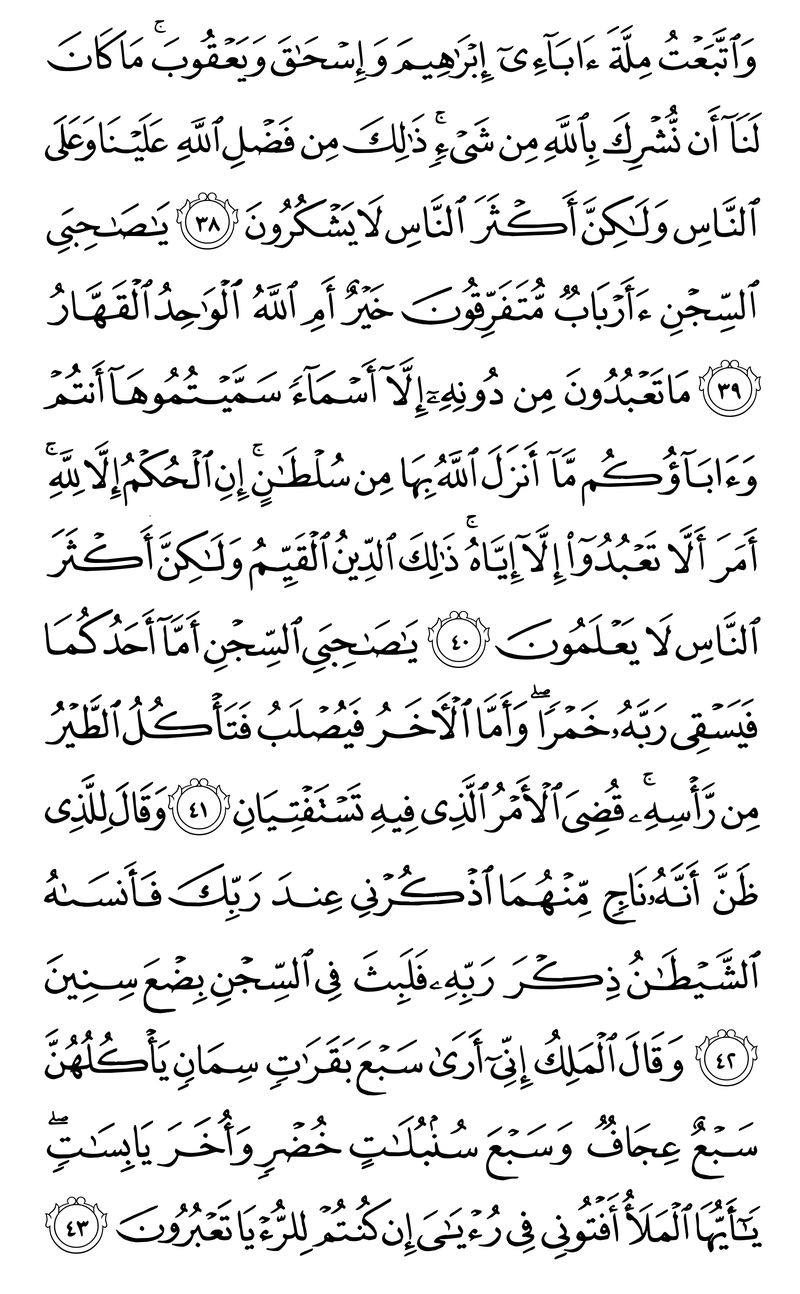 وَٱتَّبَعْتُ مِلَّةَ ءَابَآءِىٓ إِبْرَٰهِيمَ وَإِسْحَٰقَ وَيَعْقُوبَ ۚ مَا كَانَ
لَنَآ أَن نُّشْرِكَ بِٱللَّهِ مِن شَىْءٍ ۚ ذَٰلِكَ مِن فَضْلِ ٱللَّهِ عَلَيْنَا وَعَلَى
ٱلنَّاسِ وَلَٰكِنَّ أَكْثَرَ ٱلنَّاسِ لَا يَشْكُرُونَ ٣٨ يَٰصَٰحِبَىِ
ٱلسِّجْنِ ءَأَرْبَابٌ مُّتَفَرِّقُونَ خَيْرٌ أَمِ ٱللَّهُ ٱلْوَٰحِدُ ٱلْقَهَّارُ
٣٩ مَا تَعْبُدُونَ مِن دُونِهِۦٓ إِلَّآ أَسْمَآءً سَمَّيْتُمُوهَآ أَنتُمْ
وَءَابَآؤُكُم مَّآ أَنزَلَ ٱللَّهُ بِهَا مِن سُلْطَٰنٍ ۚ إِنِ ٱلْحُكْمُ إِلَّا لِلَّهِ ۚ
أَمَرَ أَلَّا تَعْبُدُوٓا۟ إِلَّآ إِيَّاهُ ۚ ذَٰلِكَ ٱلدِّينُ ٱلْقَيِّمُ وَلَٰكِنَّ أَكْثَرَ
ٱلنَّاسِ لَا يَعْلَمُونَ ٤٠ يَٰصَٰحِبَىِ ٱلسِّجْنِ أَمَّآ أَحَدُكُمَا
فَيَسْقِى رَبَّهُۥ خَمْرًا ۖ وَأَمَّا ٱلْءَاخَرُ فَيُصْلَبُ فَتَأْكُلُ ٱلطَّيْرُ
مِن رَّأْسِهِۦ ۚ قُضِىَ ٱلْأَمْرُ ٱلَّذِى فِيهِ تَسْتَفْتِيَانِ ٤١ وَقَالَ لِلَّذِى
ظَنَّ أَنَّهُۥ نَاجٍ مِّنْهُمَا ٱذْكُرْنِى عِندَ رَبِّكَ فَأَنسَىٰهُ
ٱلشَّيْطَٰنُ ذِكْرَ رَبِّهِۦ فَلَبِثَ فِى ٱلسِّجْنِ بِضْعَ سِنِينَ
٤٢ وَقَالَ ٱلْمَلِكُ إِنِّىٓ أَرَىٰ سَبْعَ بَقَرَٰتٍ سِمَانٍ يَأْكُلُهُنَّ
سَبْعٌ عِجَافٌ وَسَبْعَ سُنۢبُلَٰتٍ خُضْرٍ وَأُخَرَ يَابِسَٰتٍ ۖ
يَٰٓأَيُّهَا ٱلْمَلَأُ أَفْتُونِى فِى رُءْيَٰىَ إِن كُنتُمْ لِلرُّءْيَا تَعْبُرُونَ ٤٣